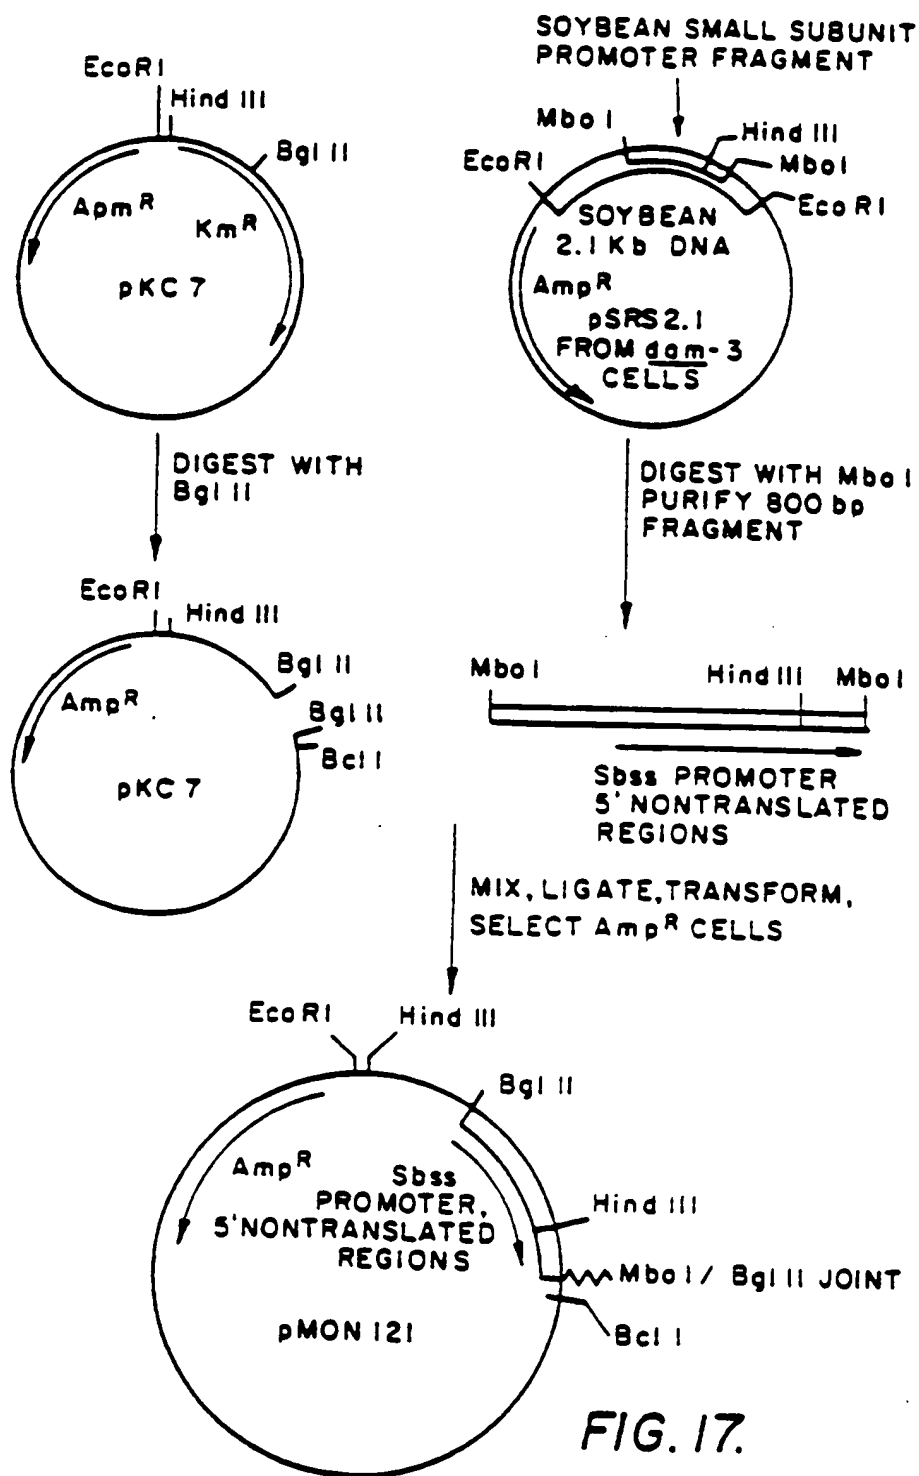 EcoRI
Hind III
Bgl II
Apm R
Km R
pKC 7
SOYBEAN SMALL SUBUNIT
PROMOTER FRAGMENT
Mbo I
Hind III
Mbo I
EcoRI
EcoRI
SOYBEAN
2.1 Kb DNA
Amp R
pSRS 2.1
FROM dam-3
CELLS
DIGEST WITH
Bgl II
DIGEST WITH Mbo I
PURIFY 800 bp
FRAGMENT
EcoRI
Hind III
Bgl II
Amp R
Bgl II
Bcl I
pKC 7
Mbo I
Hind III
Mbo I
Sbss PROMOTER
5' NONTRANSLATED
REGIONS
MIX, LIGATE, TRANSFORM,
SELECT Amp R CELLS
EcoRI
Hind III
Bgl II
Amp R
Sbss
PROMOTER,
5' NONTRANSLATED
REGIONS
Hind III
Mbo I / Bgl II JOINT
Bcl I
pMON 121
FIG. 17.